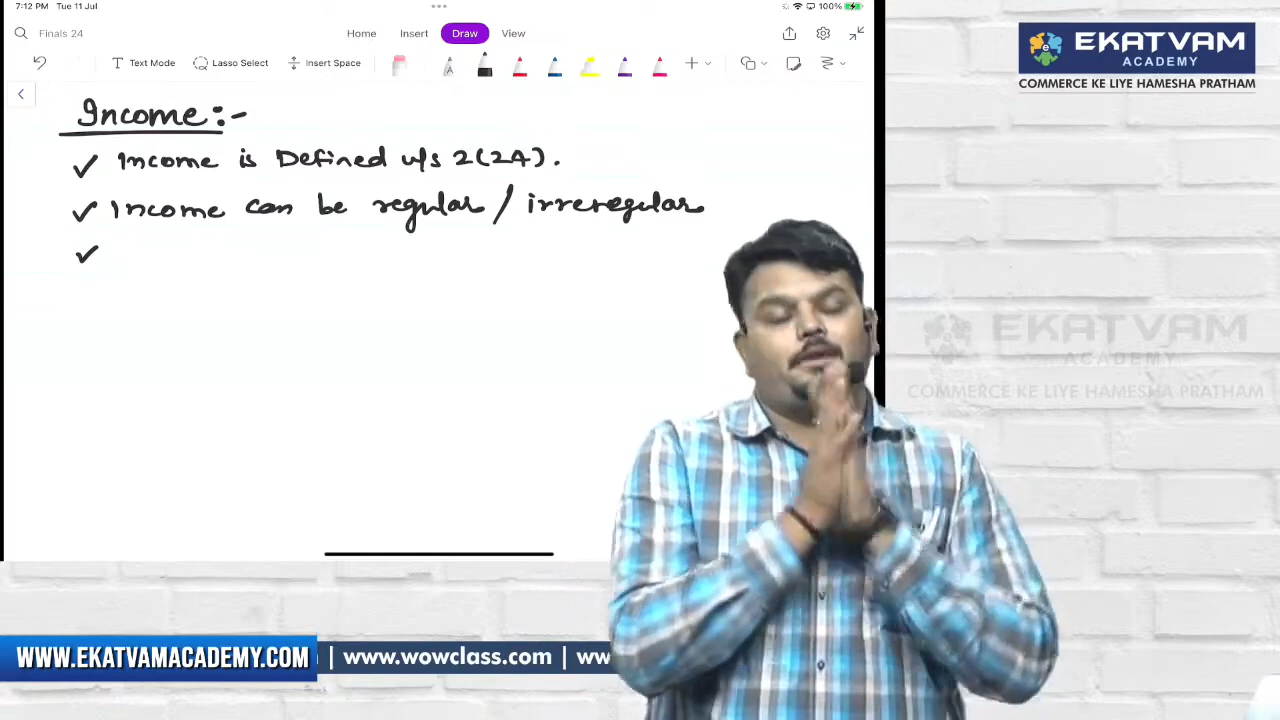 7:12 PM Tue 11 Jul
100%
Finals 24
Home Insert Draw View
Text Mode Lasso Select Insert Space
Income:-
✓ Income is Defined u/s 2(24).
✓ Income can be regular / irreregular
✓
EKATVAM
ACADEMY
COMMERCE KE LIYE HAMESHA PRATHAM
EKATVAM
ACADEMY
COMMERCE KE LIYE HAMESHA PRATHAM
WWW.EKATVAMACADEMY.COM | www.wowclass.com | ww